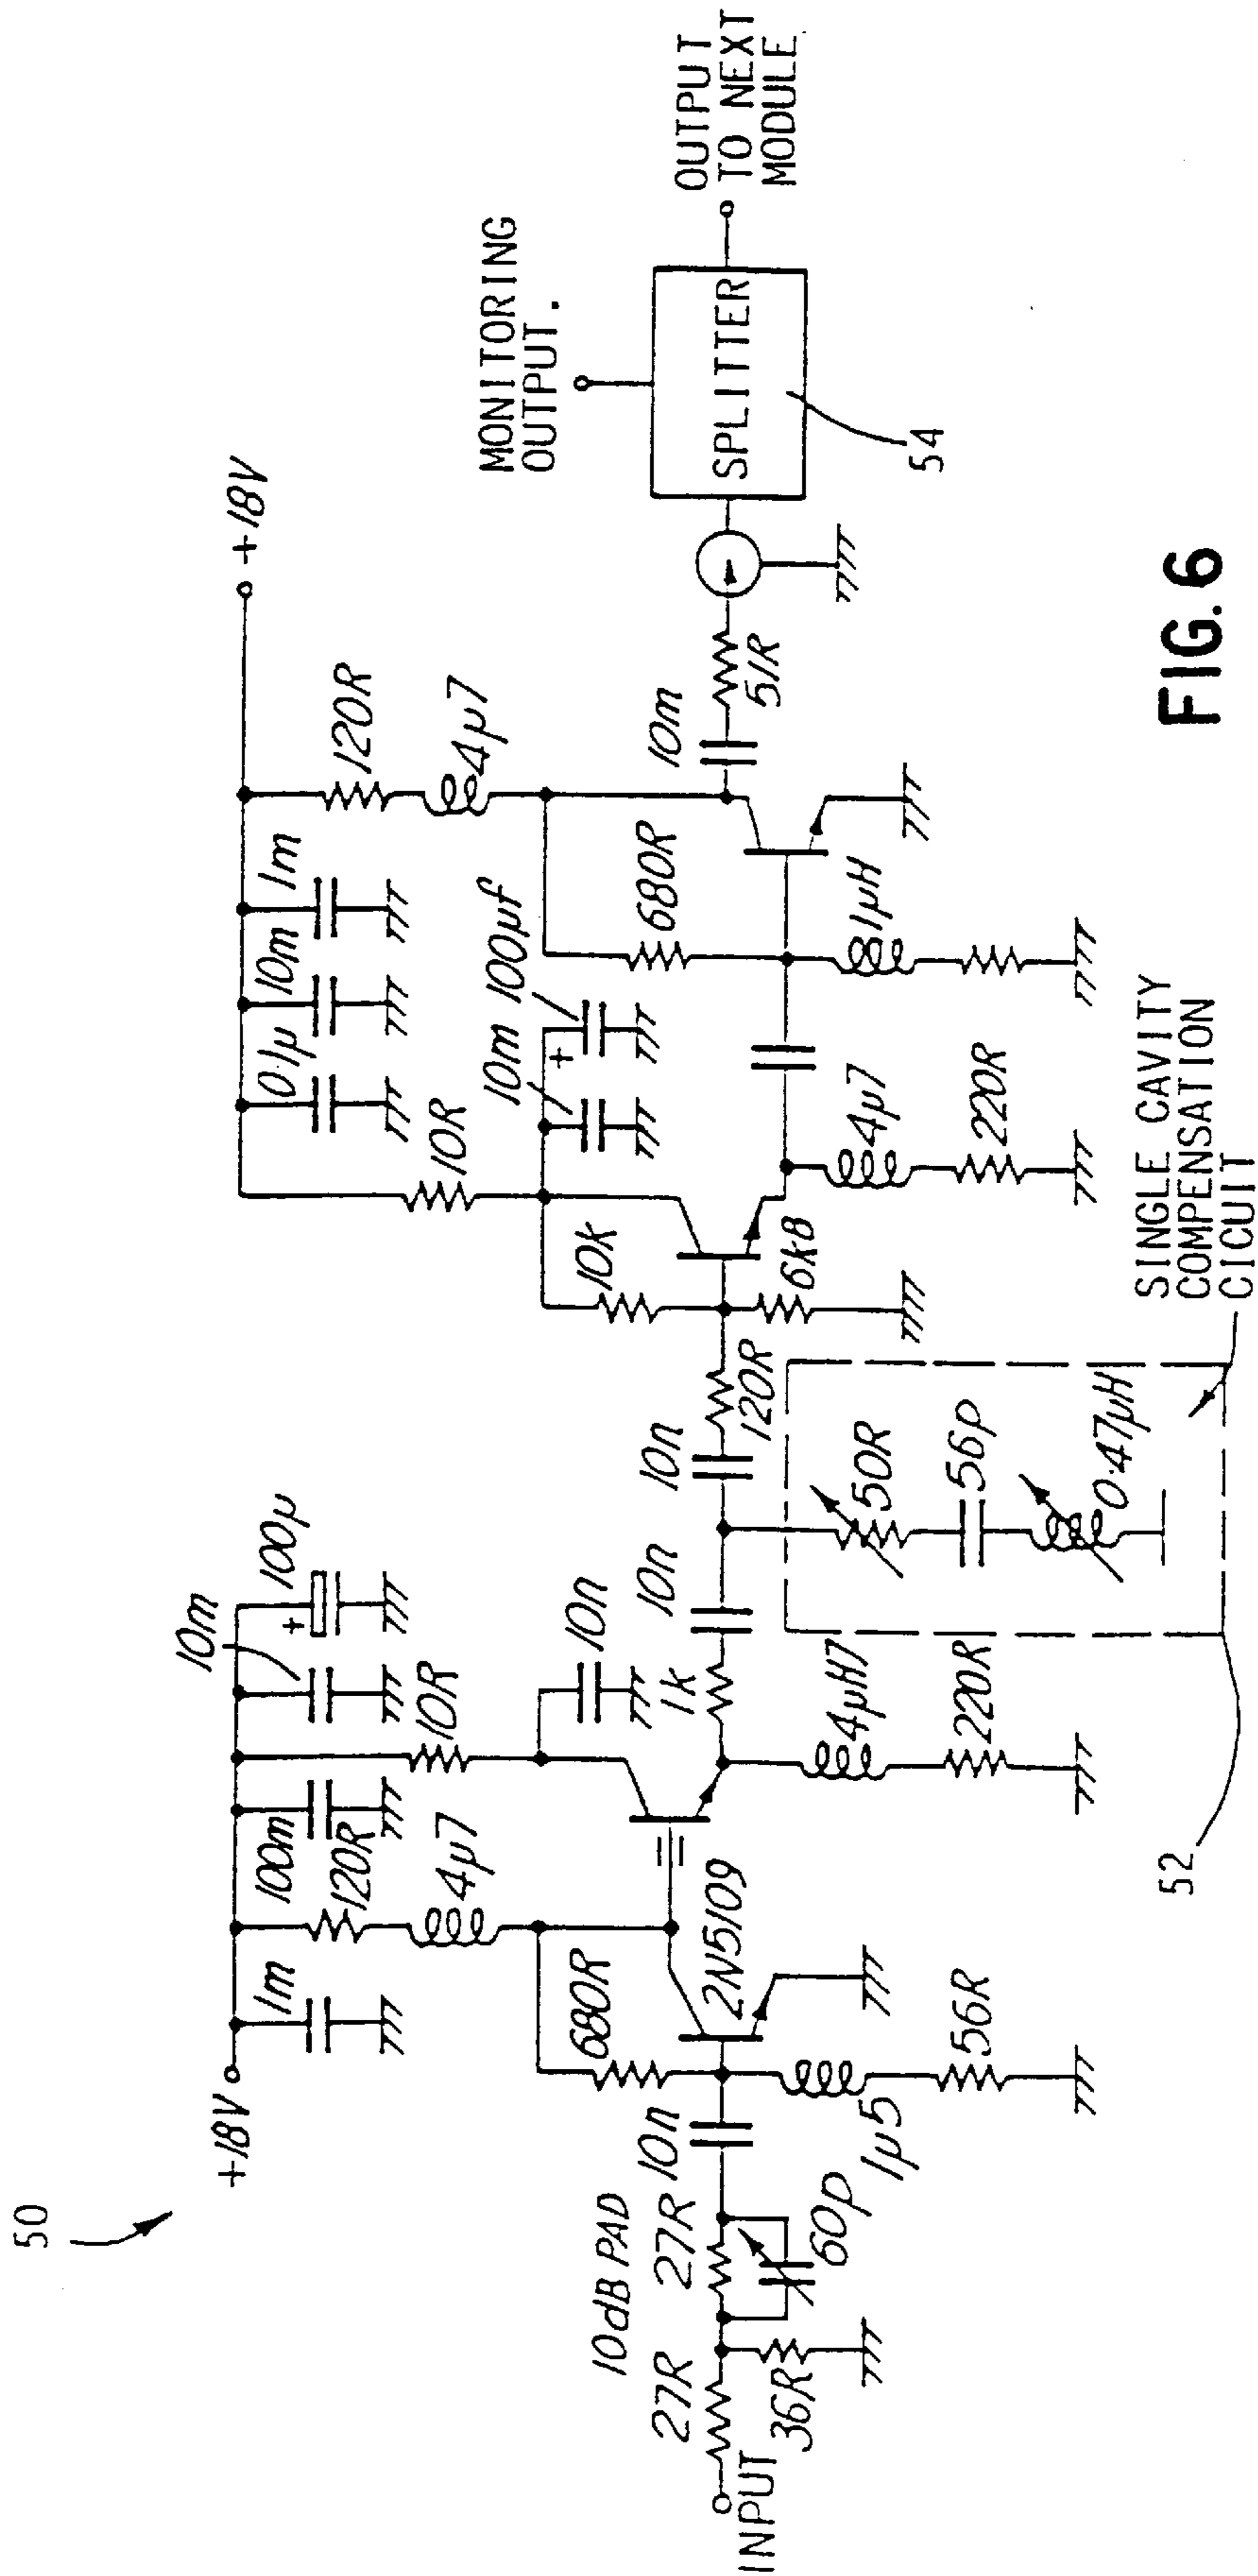 50
+18V
1m
100m
120R
4µ7
10m
100µ
+
10R
10n
680R
2N5109
10dB PAD
INPUT
27R
36R
27R
60p
10n
1µ5
56R
1k
4µH7
220R
10n
10n
120R
50R
56p
0·47µH
52
SINGLE CAVITY
COMPENSATION
CICUIT
+18V
0·1µ
10m
1m
10R
10m
100µf
+
10k
6k8
4µ7
220R
680R
1µH
120R
4µ7
10m
51R
SPLITTER
54
MONITORING
OUTPUT.
OUTPUT
TO NEXT
MODULE
FIG. 6